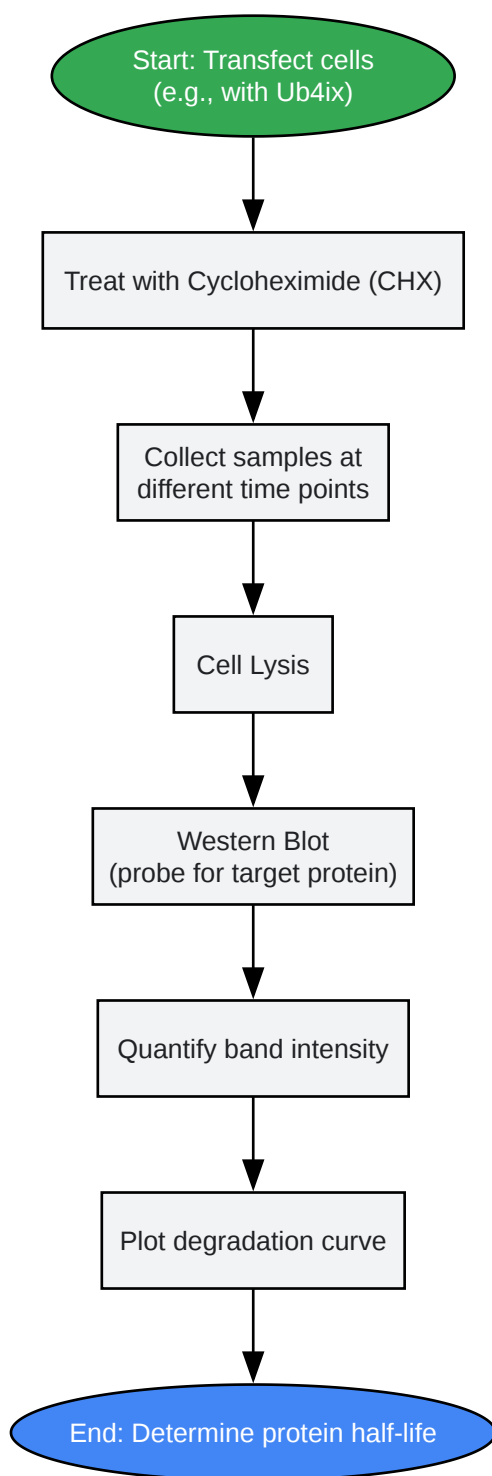 Start: Transfect cells
(e.g., with Ub4ix)
Treat with Cycloheximide (CHX)
Collect samples at
different time points
Cell Lysis
Western Blot
(probe for target protein)
Quantify band intensity
Plot degradation curve
End: Determine protein half-life